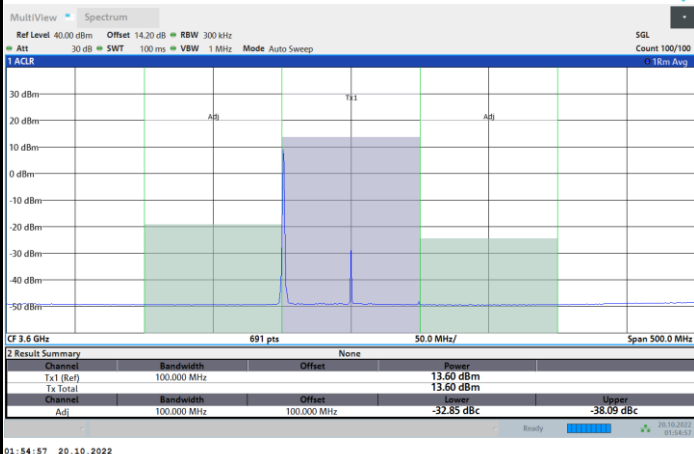 MultiView Spectrum
Ref Level 40.00 dBm Offset 14.20 dB RBW 300 kHz SGL
Att 30 dB SWT 100 ms VBW 1 MHz Mode Auto Sweep Count 100/100
1 ACLR 1Rm Avg
30 dBm
Tx1
20 dBm Adj Adj
10 dBm
0 dBm
-10 dBm
-20 dBm
-30 dBm
-40 dBm
-50 dBm
CF 3.6 GHz 691 pts 50.0 MHz/ Span 500.0 MHz
2 Result Summary None
Channel Bandwidth Offset Power
Tx1 (Ref) 100.000 MHz 13.60 dBm
Tx Total 13.60 dBm
Channel Bandwidth Offset Lower Upper
Adj 100.000 MHz 100.000 MHz -32.85 dBc -38.09 dBc
Ready 20.10.2022
01:54:57
01:54:57 20.10.2022